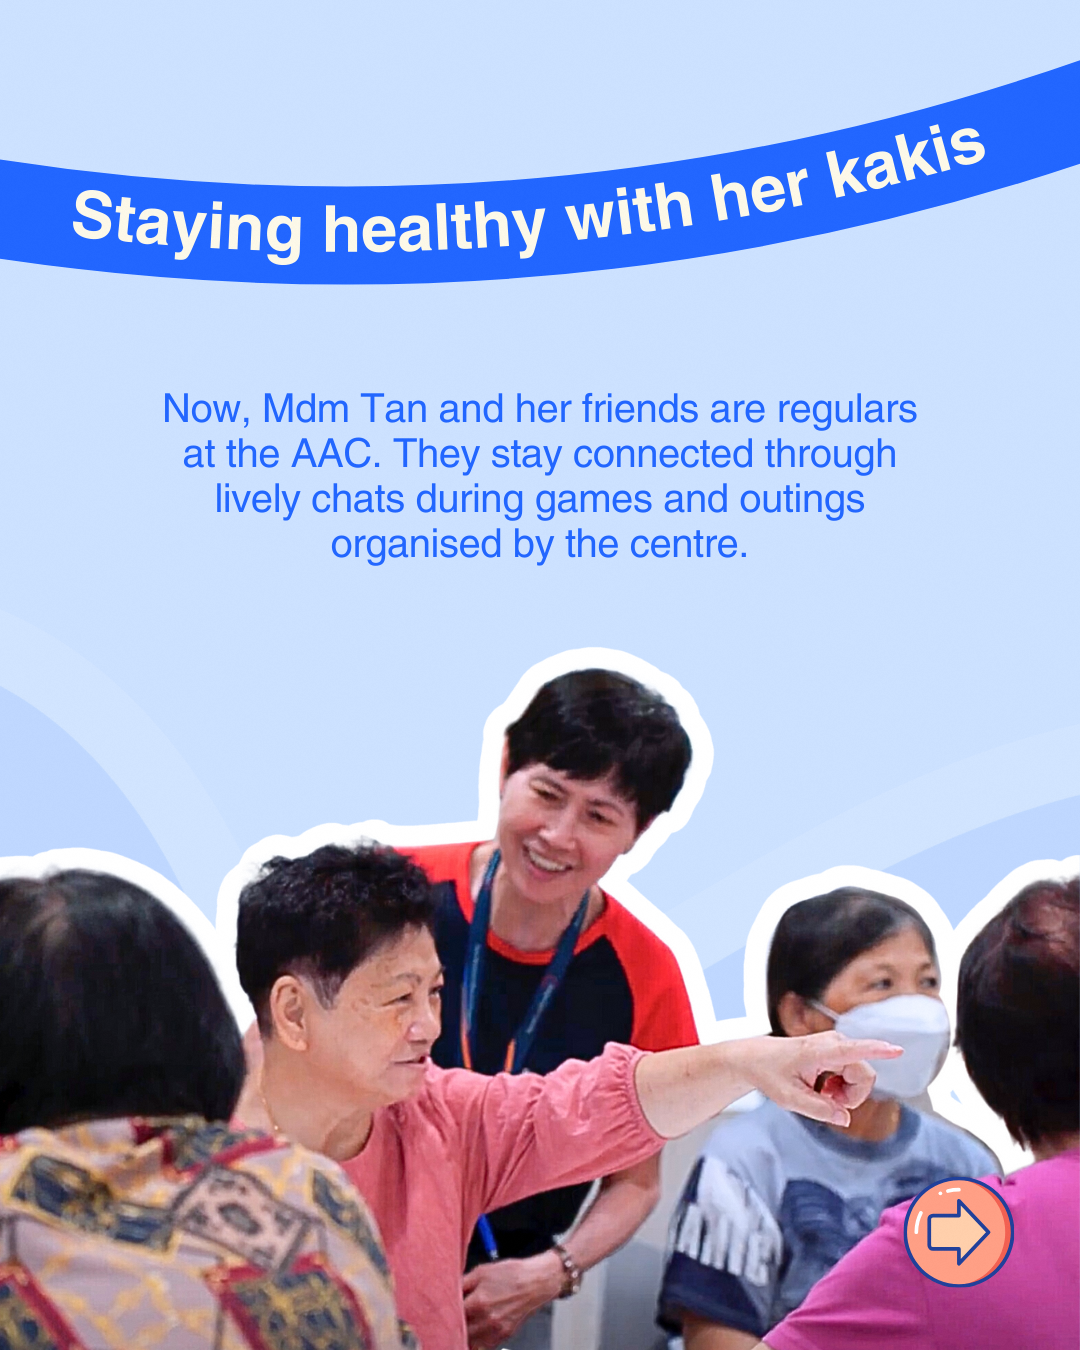 Staying healthy with her kakis
Now, Mdm Tan and her friends are regulars
at the AAC. They stay connected through
lively chats during games and outings
organised by the centre.